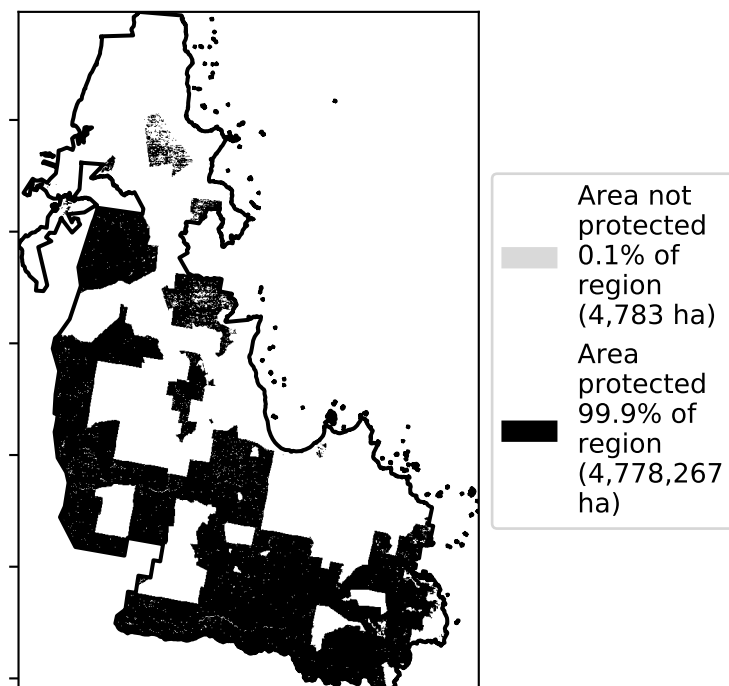 Area not
protected
0.1% of
region
(4,783 ha)
Area
protected
99.9% of
region
(4,778,267
ha)